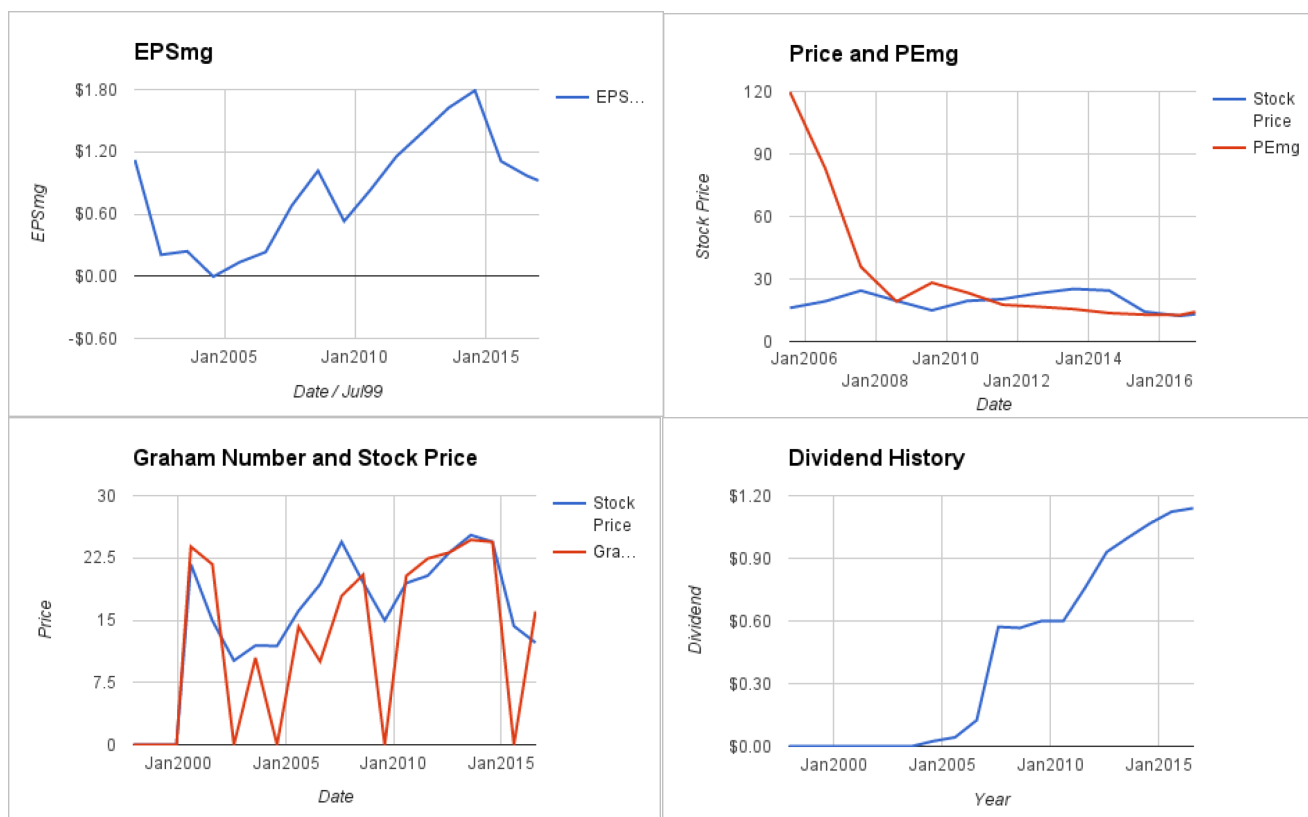 EPSmg
$1.80
$1.20
$0.60
$0.00
-$0.60
EPSmg
Jan2005
Jan2010
Jan2015
Date / Jul99
EPS...
Price and PEmg
120
90
60
30
0
Stock Price
Jan2006
Jan2010
Jan2014
Jan2008
Jan2012
Jan2016
Date
Stock
Price
PEmg
Graham Number and Stock Price
30
22.5
15
7.5
0
Price
Jan2000
Jan2005
Jan2010
Jan2015
Date
Stock
Price
Gra...
Dividend History
$1.20
$0.90
$0.60
$0.30
$0.00
Dividend
Jan2000
Jan2005
Jan2010
Jan2015
Year